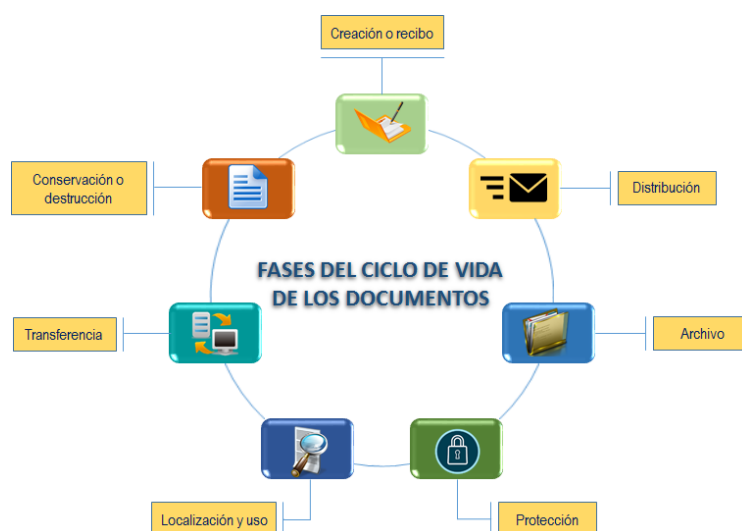 Creación o recibo
Conservación o
destrucción
Distribución
FASES DEL CICLO DE VIDA
DE LOS DOCUMENTOS
Transferencia
Archivo
Localización y uso
Protección